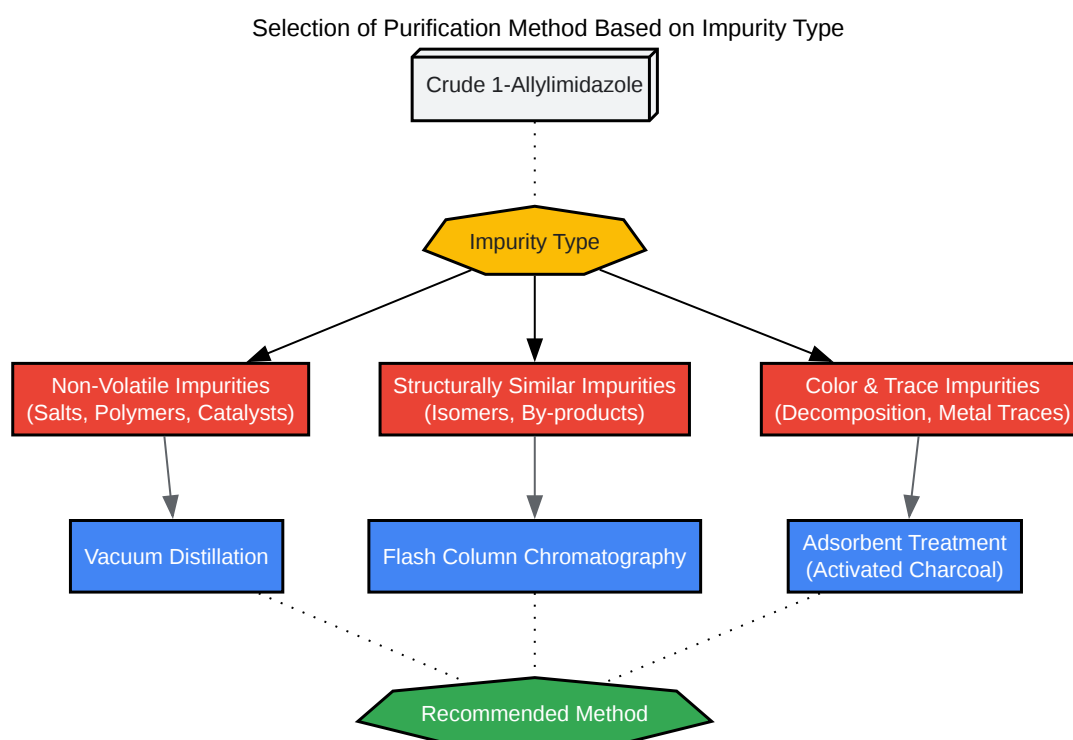 Selection of Purification Method Based on Impurity Type
Crude 1-Allylimidazole
Impurity Type
Non-Volatile Impurities
(Salts, Polymers, Catalysts)
Structurally Similar Impurities
(Isomers, By-products)
Color & Trace Impurities
(Decomposition, Metal Traces)
Vacuum Distillation
Flash Column Chromatography
Adsorbent Treatment
(Activated Charcoal)
Recommended Method